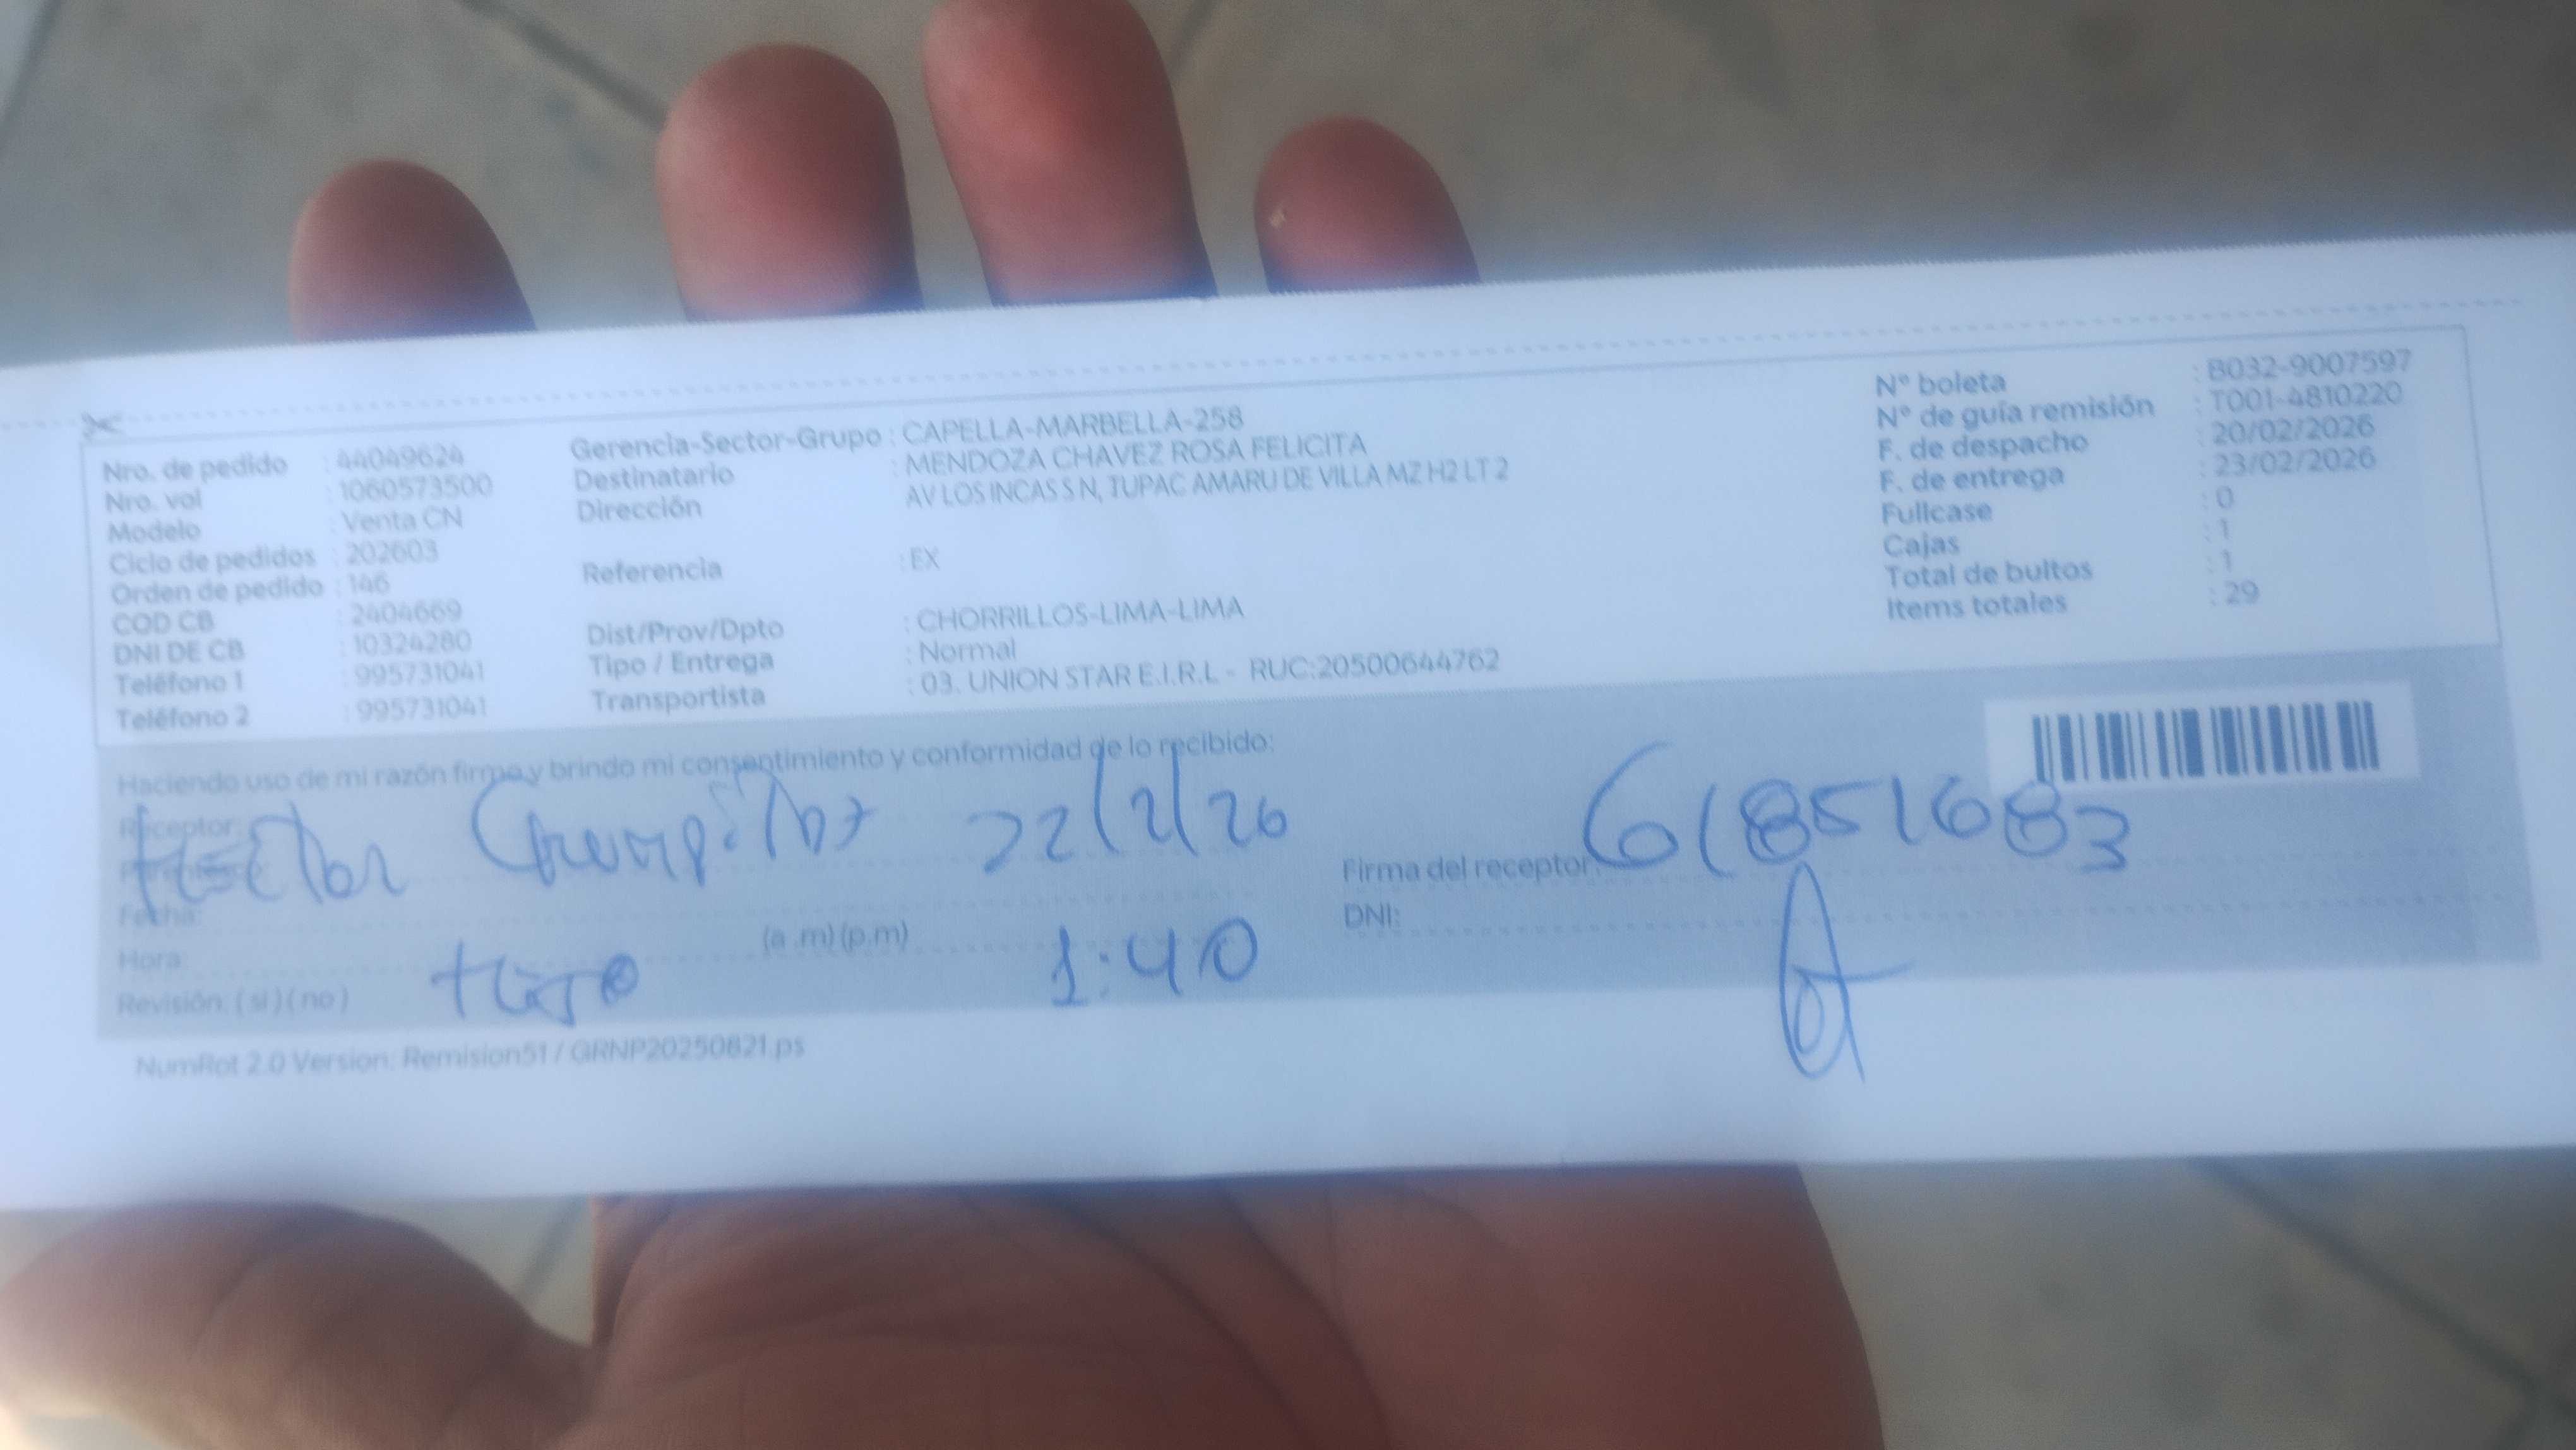 Nro. de pedido : 44049624
Nro. vol : 1060573500
Modelo : Venta CN
Ciclo de pedidos : 202603
Orden de pedido : 146
COD CB : 2404669
DNI DE CB : 10324280
Teléfono 1 : 995731041
Teléfono 2 : 995731041
Gerencia-Sector-Grupo : CAPELLA-MARBELLA-258
Destinatario : MENDOZA CHAVEZ ROSA FELICITA
Dirección AV LOS INCAS S N, TUPAC AMARU DE VILLA MZ H2 LT 2
Referencia : EX
Dist/Prov/Dpto : CHORRILLOS-LIMA-LIMA
Tipo / Entrega : Normal
Transportista : 03. UNION STAR E.I.R.L - RUC:20500644762
N° boleta : B032-9007597
N° de guía remisión : T001-4810220
F. de despacho : 20/02/2026
F. de entrega : 23/02/2026
Fullcase : 0
Cajas : 1
Total de bultos : 1
Items totales : 29
Haciendo uso de mi razón firmo y brindo mi consentimiento y conformidad de lo recibido:
Receptor: 22/2/26
Fecha:
Hora: (a .m) (p.m) 1:40
Revisión: ( si ) ( no )
Firma del receptor: 61851683
DNI:
NumRot 2.0 Version: Remision51 / GRNP20250821.ps